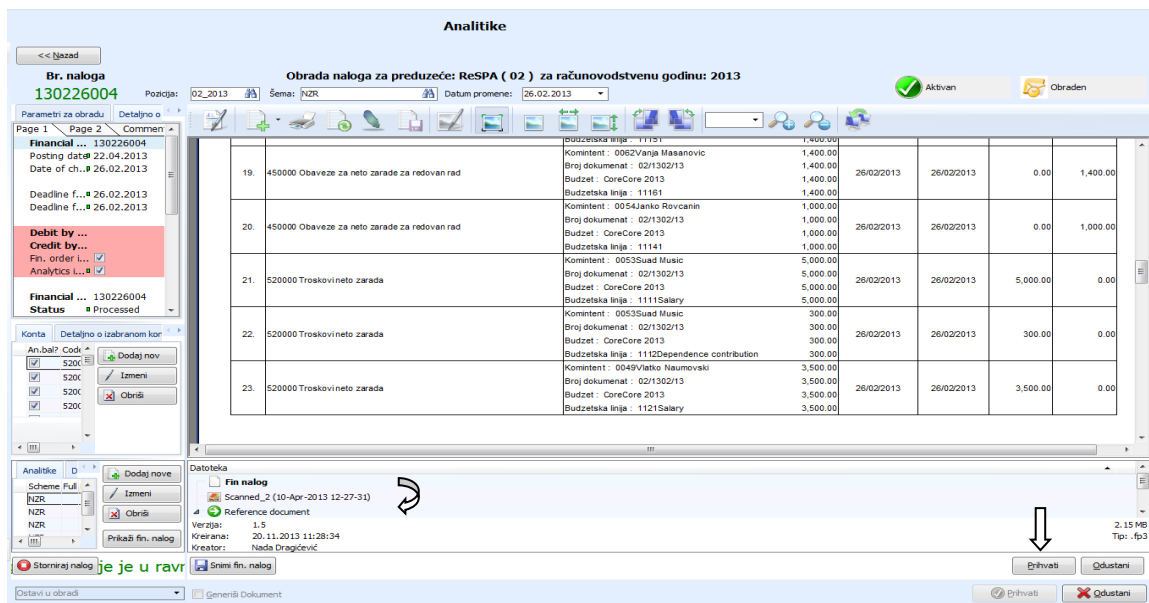 Analitike
<< Nazad
Br. naloga
130226004
Obrada naloga za preduzeće: ReSPA ( 02 ) za računovodstvenu godinu: 2013
Pozicija: 02_2013 Šema: NZR Datum promene: 26.02.2013
Aktivan
Obrađen
Parametri za obradu Detaljno o
Page 1 Page 2 Commen
Financial ... 130226004
Posting date 22.04.2013
Date of ch.. 26.02.2013
Deadline f... 26.02.2013
Deadline f... 26.02.2013
Debit by ...
Credit by...
Fin. order i...
Analytics i...
Financial ... 130226004
Status Processed
Budzetska linija : 11151 1,400.00
19. 450000 Obaveze za neto zarade za redovan rad
Komintent : 0062Vanja Masanovic 1,400.00
Broj dokumenat : 02/1302/13 1,400.00
Budzet : CoreCore 2013 1,400.00
Budzetska linija : 11161 1,400.00
26/02/2013 26/02/2013 0.00 1,400.00
20. 450000 Obaveze za neto zarade za redovan rad
Komintent : 0054Janko Rovcanin 1,000.00
Broj dokumenat : 02/1302/13 1,000.00
Budzet : CoreCore 2013 1,000.00
Budzetska linija : 11141 1,000.00
26/02/2013 26/02/2013 0.00 1,000.00
21. 520000 Troskovi neto zarada
Komintent : 0053Suad Music 5,000.00
Broj dokumenat : 02/1302/13 5,000.00
Budzet : CoreCore 2013 5,000.00
Budzetska linija : 1111Salary 5,000.00
26/02/2013 26/02/2013 5,000.00 0.00
22. 520000 Troskovi neto zarada
Komintent : 0053Suad Music 300.00
Broj dokumenat : 02/1302/13 300.00
Budzet : CoreCore 2013 300.00
Budzetska linija : 1112Dependence contribution 300.00
26/02/2013 26/02/2013 300.00 0.00
23. 520000 Troskovi neto zarada
Komintent : 0049Vlatko Naumovski 3,500.00
Broj dokumenat : 02/1302/13 3,500.00
Budzet : CoreCore 2013 3,500.00
Budzetska linija : 1121Salary 3,500.00
26/02/2013 26/02/2013 3,500.00 0.00
Konta Detaljno o izabranom kon
An.bal? Code
5200
5200
5200
5200
Dodaj nov
Izmeni
Obriši
Analitike D
Scheme Full
NZR
NZR
NZR
Dodaj nove
Izmeni
Obriši
Prikaži fin. nalog
Datoteka
Fin nalog
Scanned_2 (10-Apr-2013 12-27-31)
Reference document
Verzija: 1.5 2.15 MB
Kreirana: 20.11.2013 11:28:34 Tip: .fp3
Kreator: Nada Dragićević
Storniraj nalog
je je u ravr
Snimi fin. nalog
Prihvati
Odustani
Ostavi u obradi
Generiši Dokument
Prihvati
Odustani